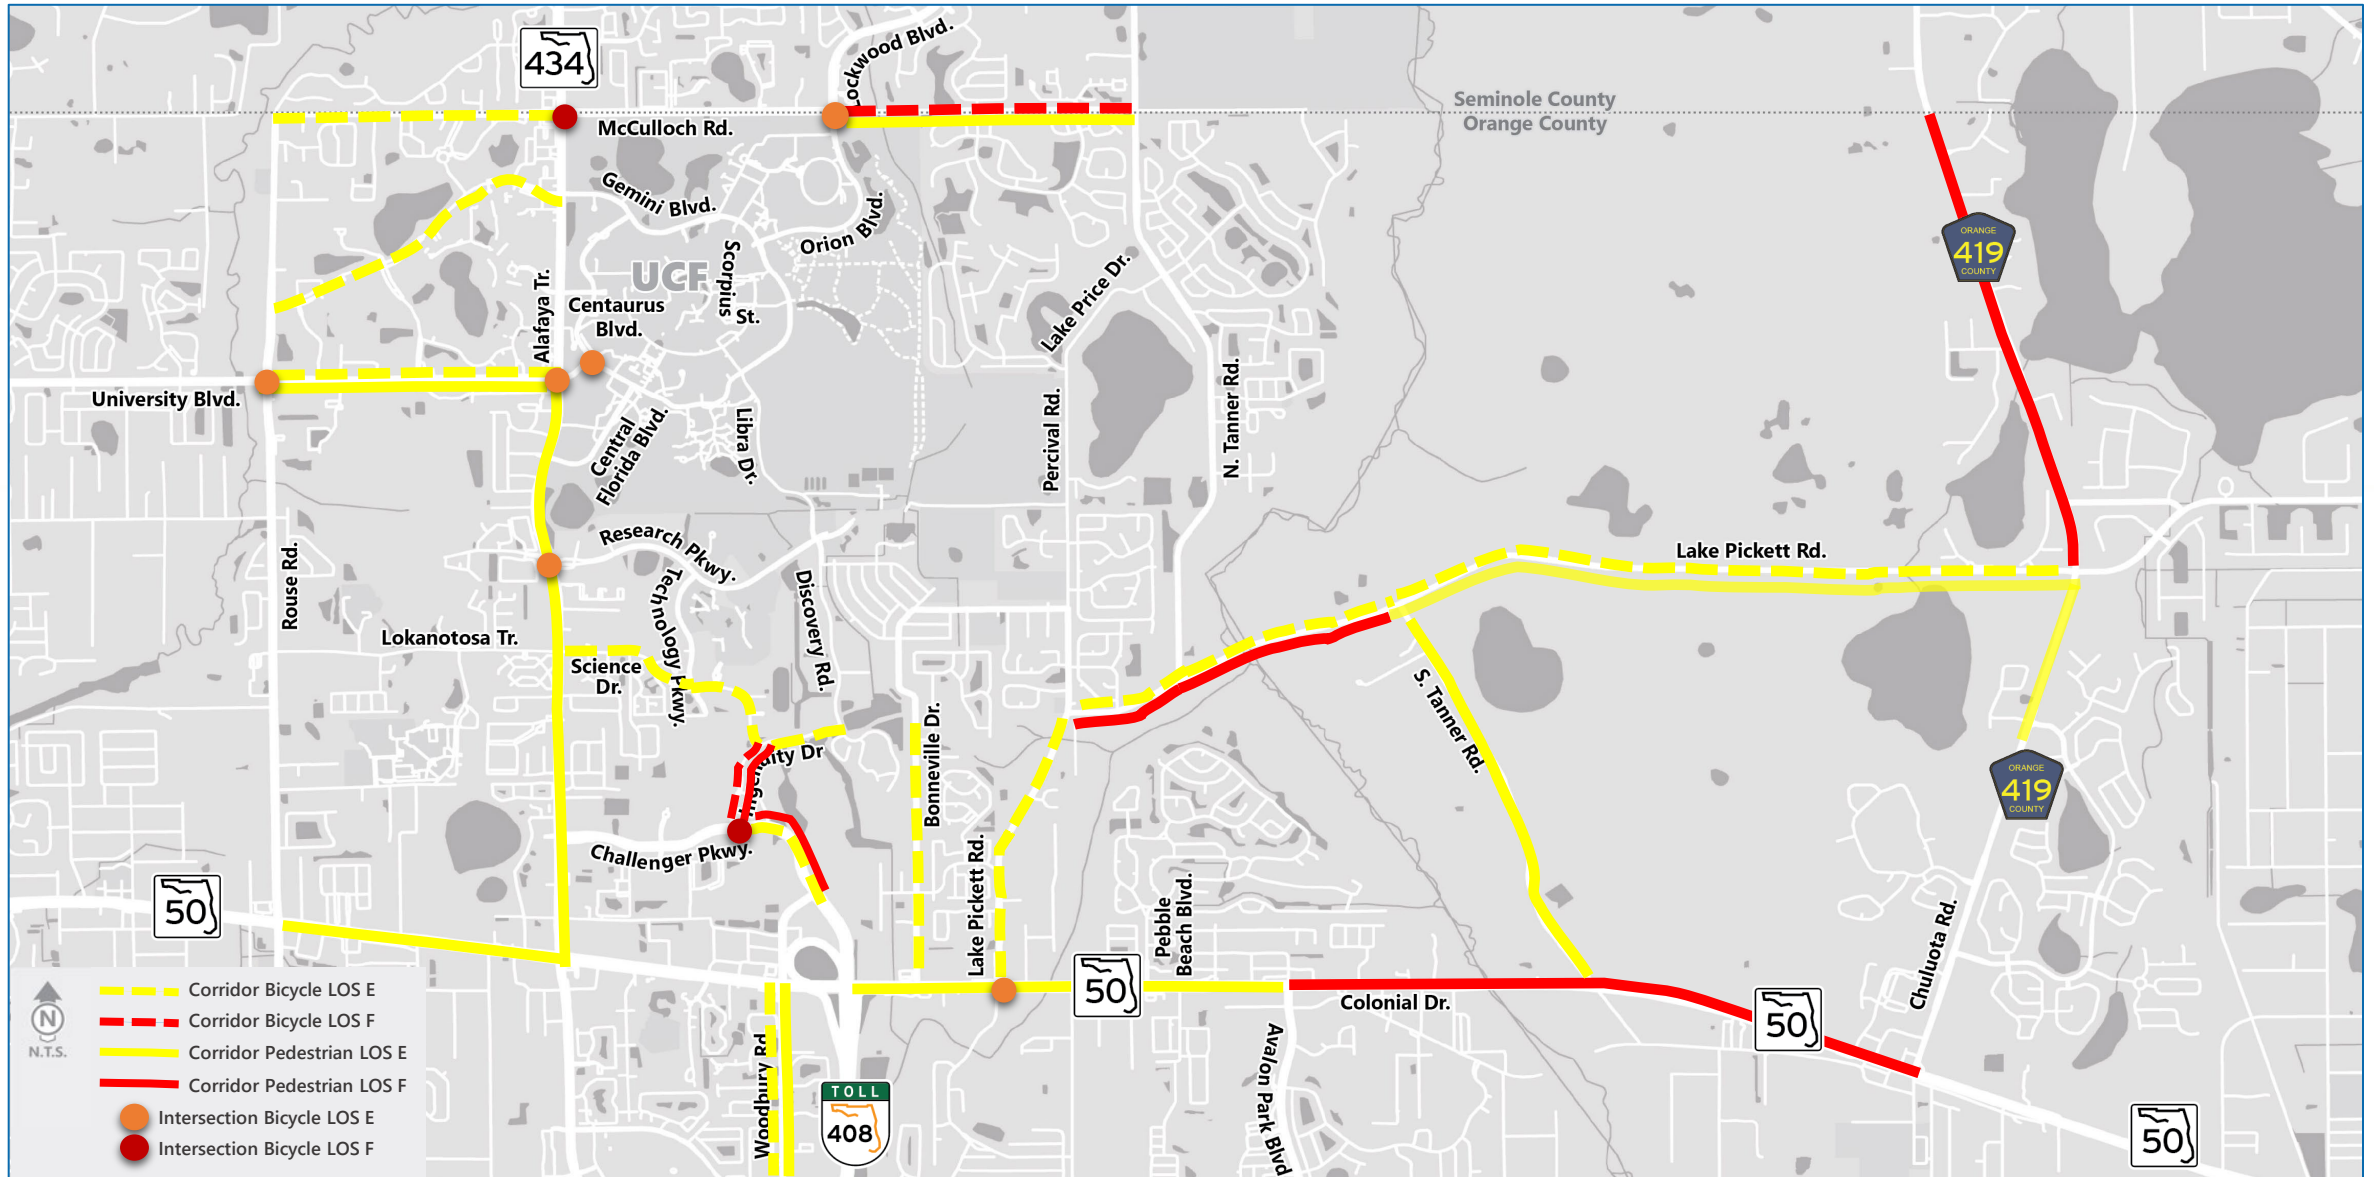 Lockwood Blvd.
434
McCulloch Rd.
Seminole County
Orange County
Gemini Blvd.
Orion Blvd.
Scorpius
St.
UCF
Centaurus
Blvd.
Alafaya Tr.
Lake Price Dr.
ORANGE
419
COUNTY
University Blvd.
Central
Florida Blvd.
Libra Dr.
Percival Rd.
N. Tanner Rd.
Rouse Rd.
Research Pkwy.
Technology Pkwy.
Discovery Rd.
Lake Pickett Rd.
Lokanotosa Tr.
Science
Dr.
S. Tanner Rd.
Bonneville Dr.
Ingenuity Dr
ORANGE
419
COUNTY
Challenger Pkwy.
Lake Pickett Rd.
Pebble
Beach Blvd.
Chuluota Rd.
50
50
Colonial Dr.
50
Avalon Park Blvd
Woodbury Rd
TOLL
408
50
N
N.T.S.
Corridor Bicycle LOS E
Corridor Bicycle LOS F
Corridor Pedestrian LOS E
Corridor Pedestrian LOS F
Intersection Bicycle LOS E
Intersection Bicycle LOS F